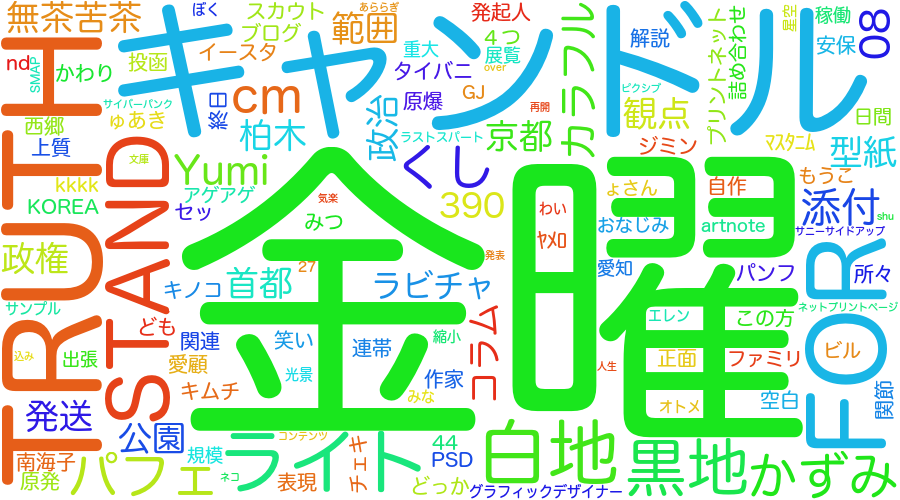 無茶苦茶
キャンドル
ぼく
スカウト
ブログ
あららぎ
範囲
発起人
4つ
展覧
カラフル
解説
プリントネット
詰め合わせ
星空
稼働
安保
08
nd
SMAP
かわり
投函
イースタ
重大
タイバニ
over
ピクシブ
サイバーパンク
終日
cm
原爆
GJ
再開
観点
日間
TRUTH
西郷
ゅあき
柏木
政治
ラストスパート
京都
ジミン
マスタニム
型紙
上質
STAND
文庫
Yumi
くし
金曜
もうこ
kkkk
アゲアゲ
気楽
390
わい
ょさん
自作
添付
KOREA
セッ
みつ
ヤメロ
おなじみ
artnote
shu
サニーサイドアップ
政権
27
発表
愛知
パンフ
所々
FOR
キノコ
首都
ラビチャ
サンプル
ども
コラム
エレン
この方
ネットプリントページ
関連
笑い
連帯
縮小
込み
出張
愛顧
光景
作家
人生
正面
ファミリ
ビル
キムチ
みな
オトメ
空白
関節
発送
公園
ライト
コンテンツ
チェキ
44
PSD
白地
黒地
かずみ
南海子
原発
パフェ
規模
ネコ
表現
どっか
グラフィックデザイナー